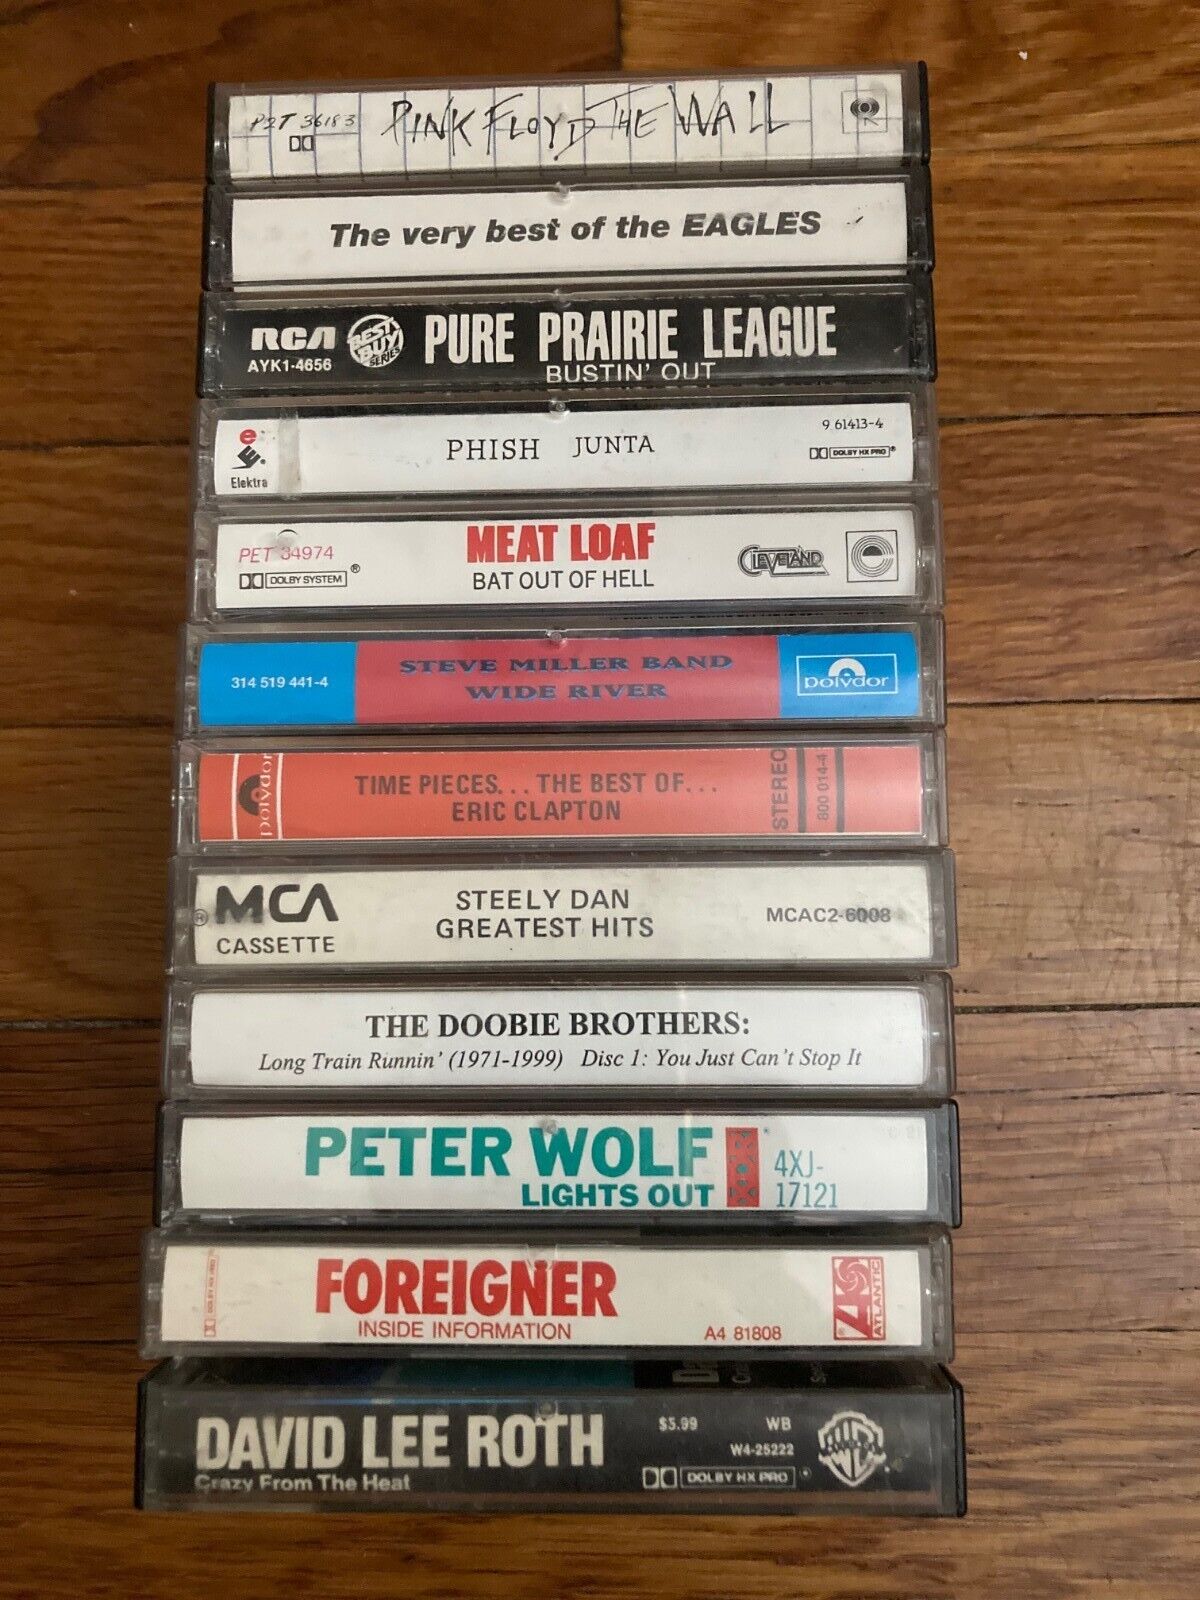 P2T 36183 PINK FLOYD THE WALL
The very best of the EAGLES
RCA BEST BUY SERIES PURE PRAIRIE LEAGUE
AYK1-4656 BUSTIN' OUT
e
Elektra
PHISH JUNTA
9 61413-4
DOLBY HX PRO
PET 34974
DOLBY SYSTEM ®
MEAT LOAF
BAT OUT OF HELL
CLEVELAND
e
314 519 441-4
STEVE MILLER BAND
WIDE RIVER
polydor
polydor
TIME PIECES... THE BEST OF...
ERIC CLAPTON
STEREO
800 014-4
® MCA
CASSETTE
STEELY DAN
GREATEST HITS
MCAC2-6008
THE DOOBIE BROTHERS:
Long Train Runnin' (1971-1999) Disc 1: You Just Can't Stop It
PETER WOLF
LIGHTS OUT
4XJ-
17121
DOLBY HX PRO
FOREIGNER
INSIDE INFORMATION
A4 81808
ATLANTIC
DAVID LEE ROTH
Crazy From The Heat
$5.99 WB
W4-25222
DOLBY HX PRO